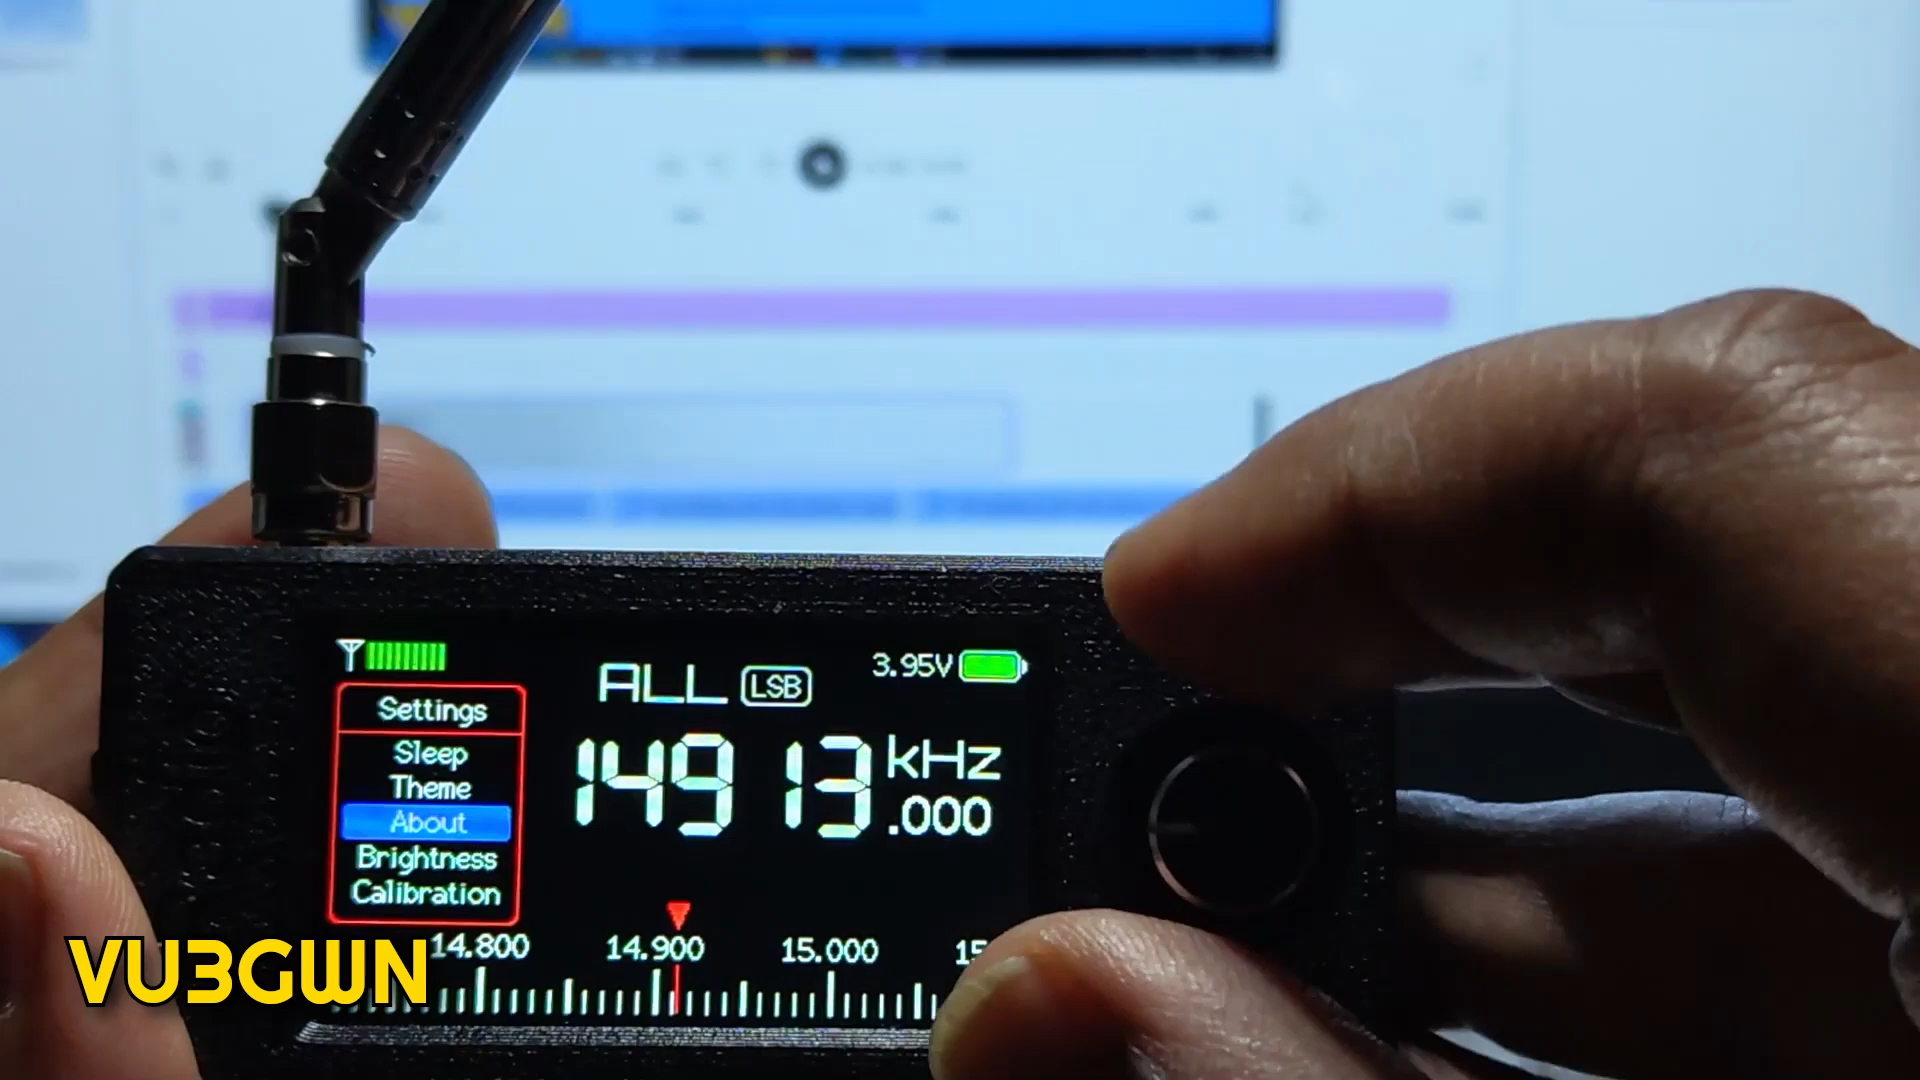 ALL LSB
3.95V
Settings
Sleep
Theme
About
Brightness
Calibration
14913 kHz
.000
14.800 14.900 15.000
VU3GWN